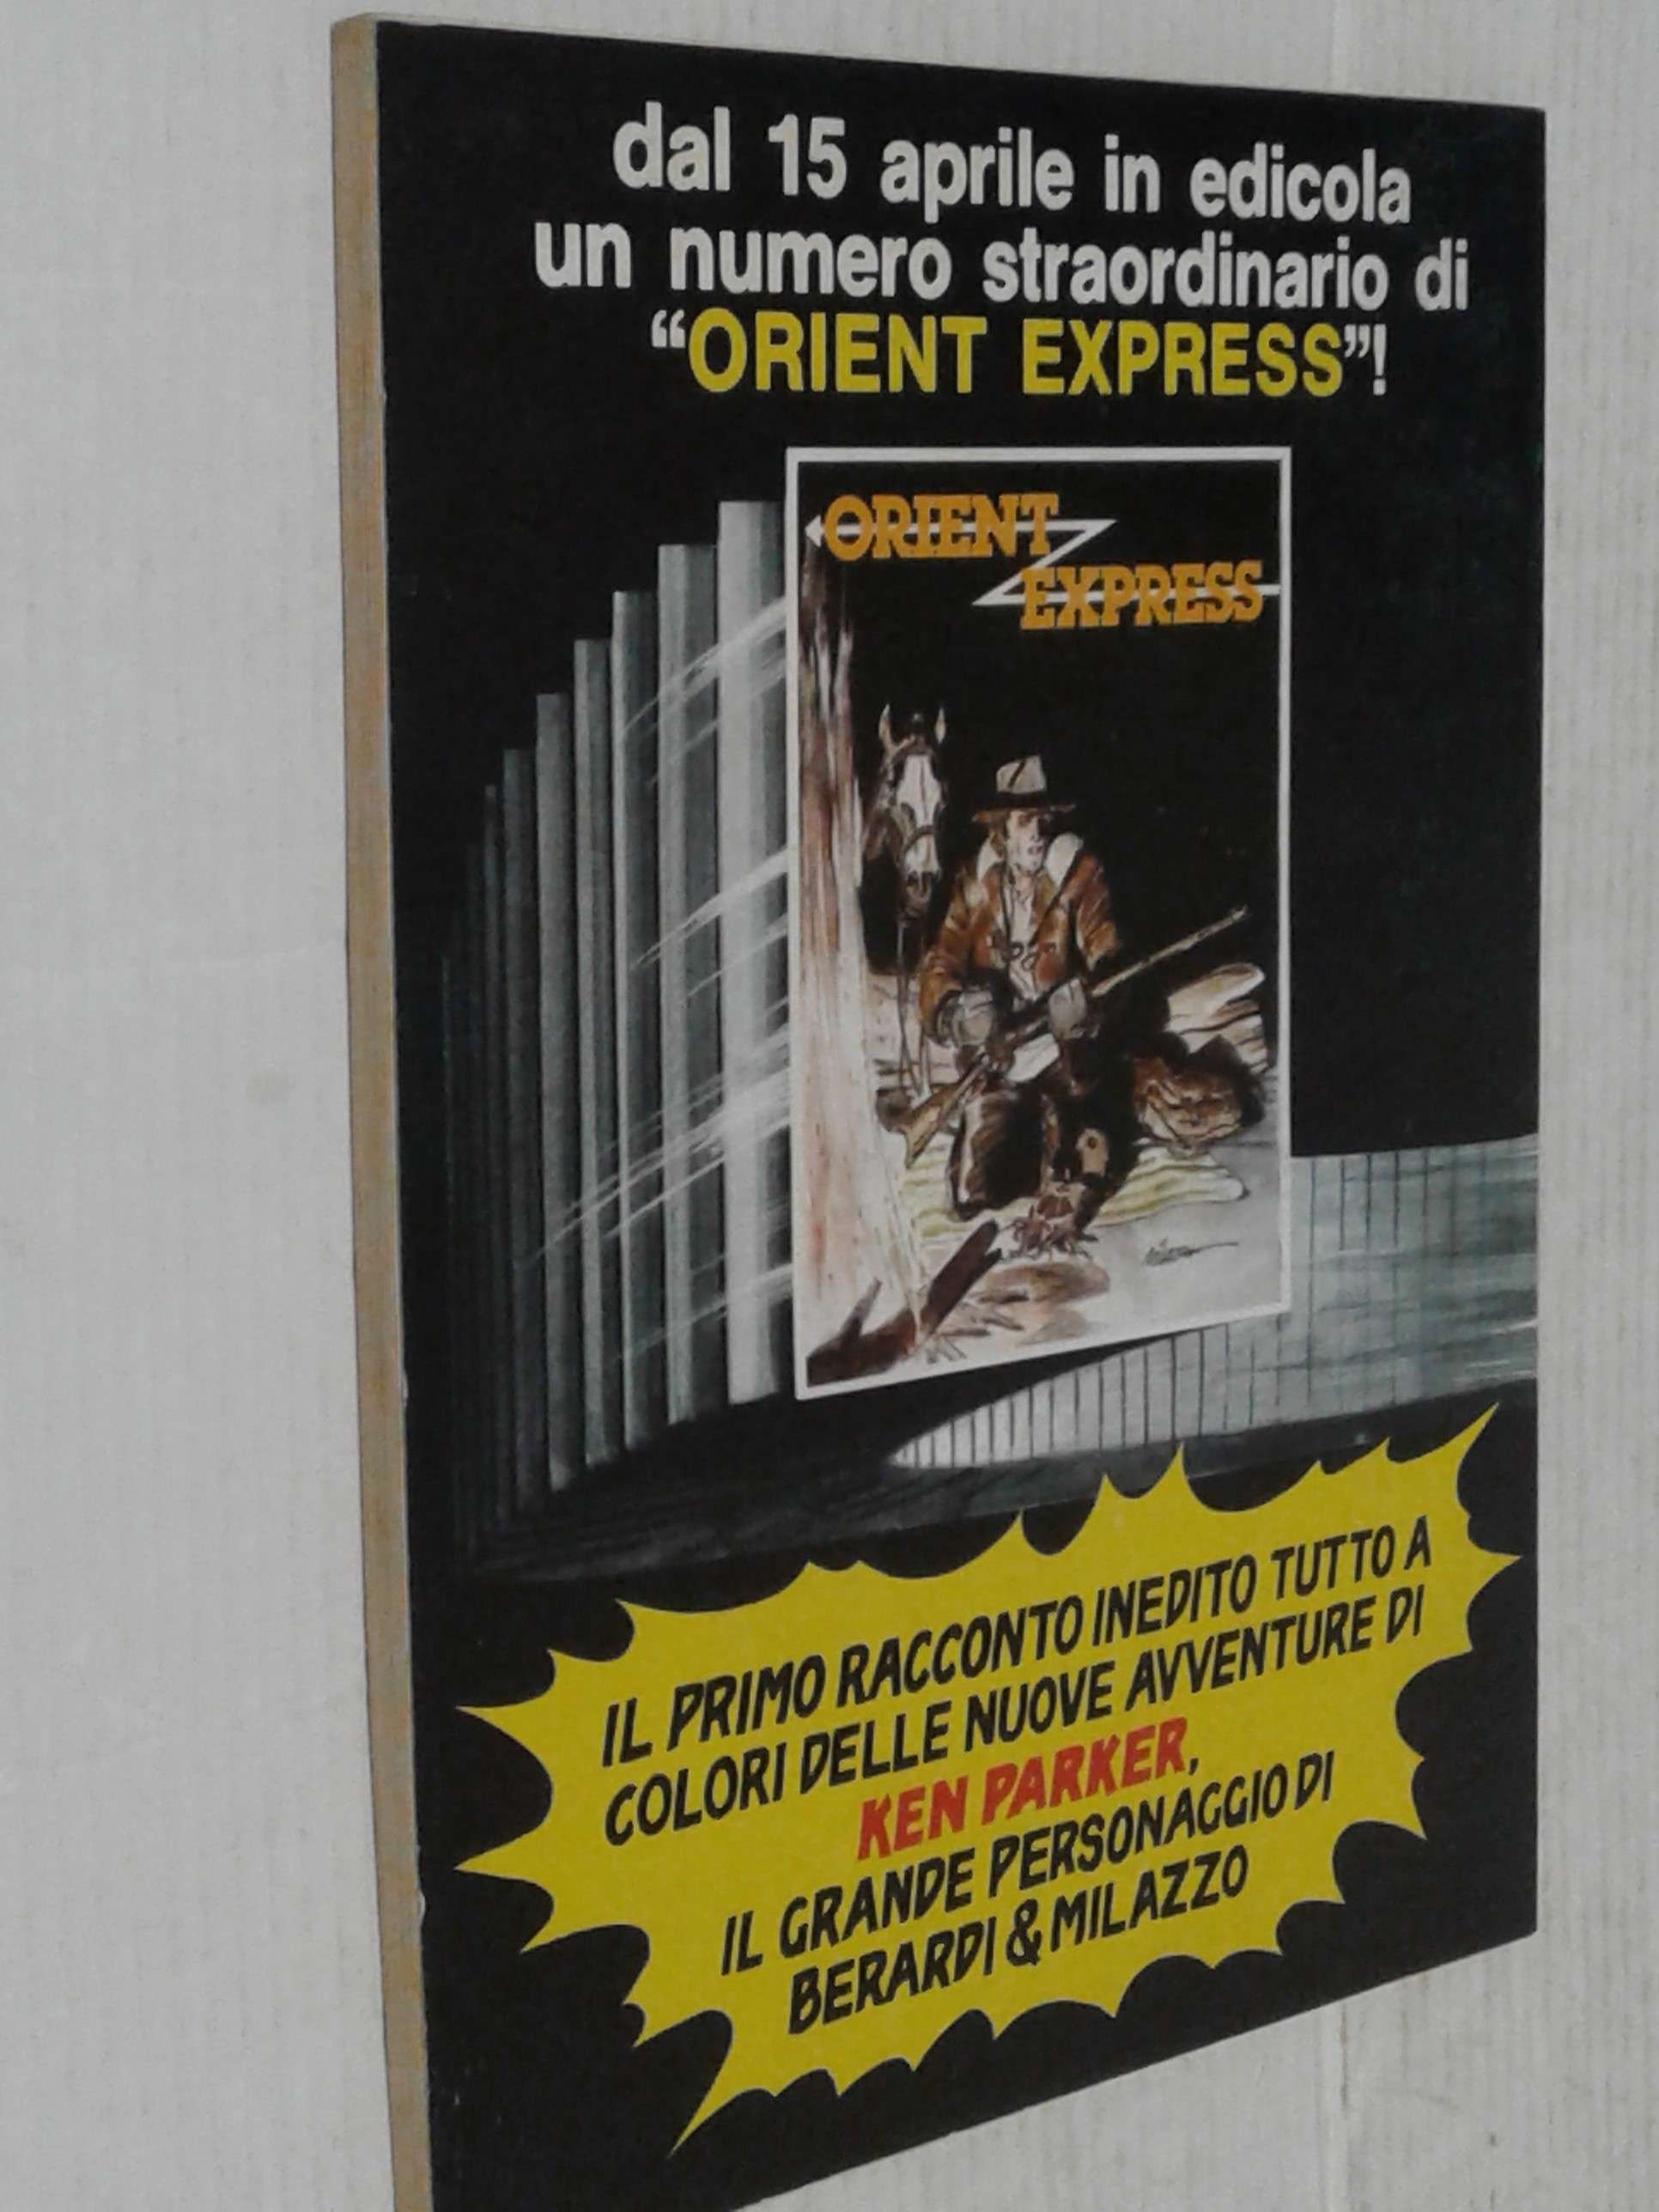 dal 15 aprile in edicola
un numero straordinario di
“ORIENT EXPRESS”!
ORIENT
EXPRESS
IL PRIMO RACCONTO INEDITO TUTTO A
COLORI DELLE NUOVE AVVENTURE DI
KEN PARKER,
IL GRANDE PERSONAGGIO DI
BERARDI & MILAZZO